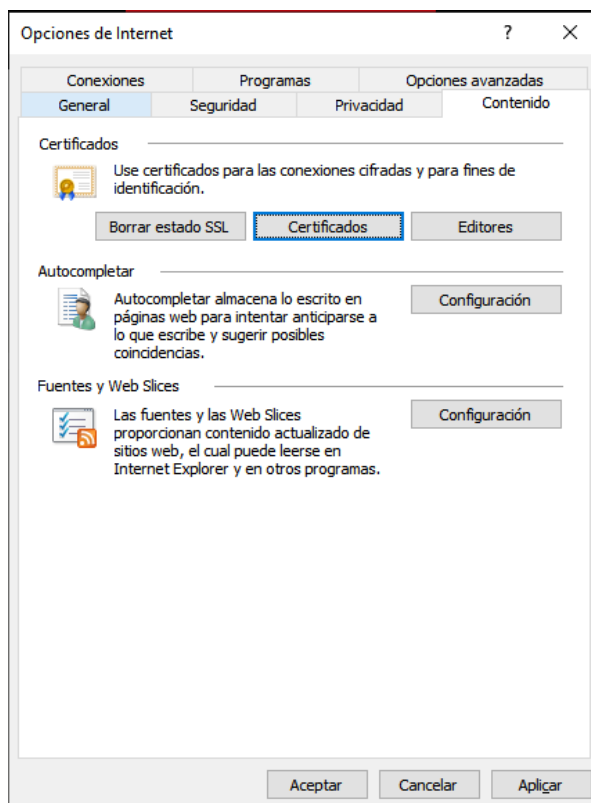 Opciones de Internet
?
Conexiones
Programas
Opciones avanzadas
General
Seguridad
Privacidad
Contenido
Certificados
Use certificados para las conexiones cifradas y para fines de
identificación.
Borrar estado SSL
Certificados
Editores
Autocompletar
Autocompletar almacena lo escrito en
páginas web para intentar anticiparse a
lo que escribe y sugerir posibles
coincidencias.
Configuración
Fuentes y Web Slices
Las fuentes y las Web Slices
proporcionan contenido actualizado de
sitios web, el cual puede leerse en
Internet Explorer y en otros programas.
Configuración
Aceptar
Cancelar
Aplicar